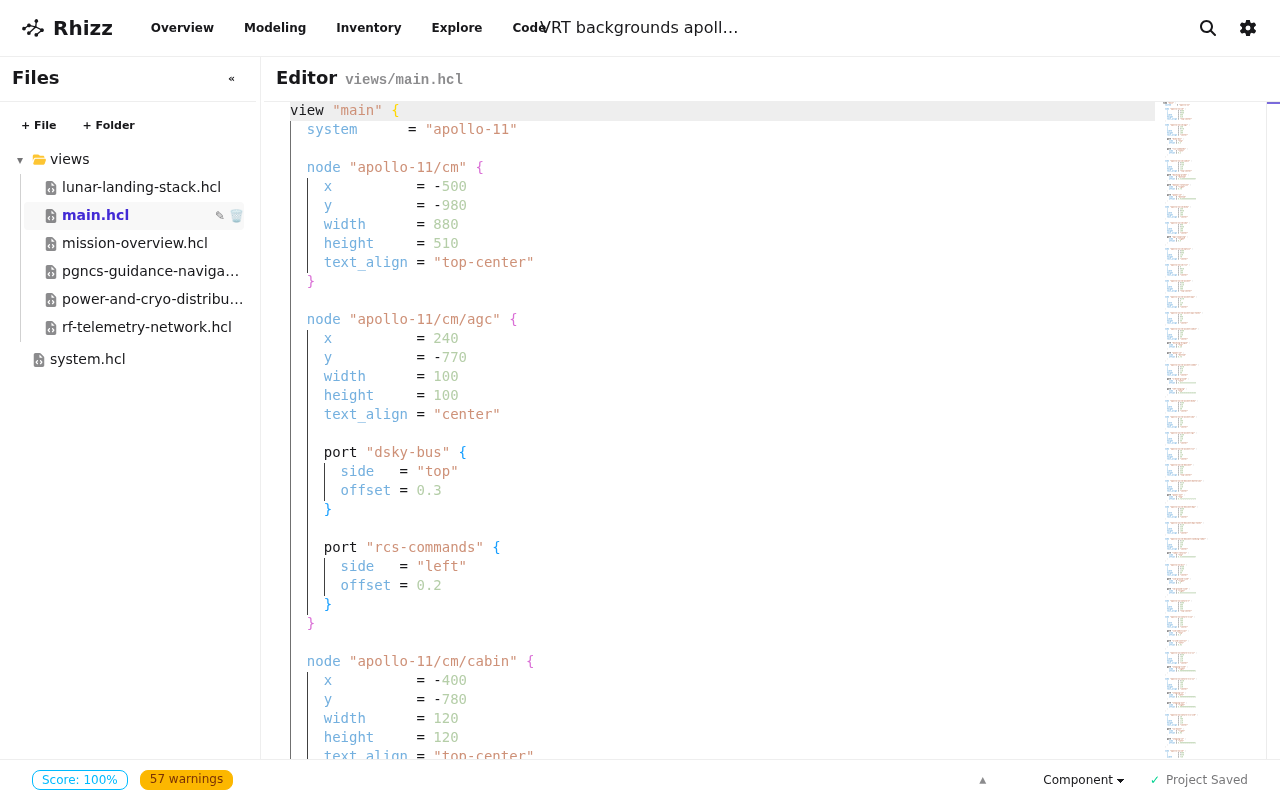 Rhizz
Overview
Modeling
Inventory
Explore
Code
VRT backgrounds apoll…
Files
«
+ File
+ Folder
▾ views
lunar-landing-stack.hcl
main.hcl
mission-overview.hcl
pgncs-guidance-naviga…
power-and-cryo-distribu…
rf-telemetry-network.hcl
system.hcl
Editor views/main.hcl
view "main" {
  system      = "apollo-11"

  node "apollo-11/cm" {
    x          = -500
    y          = -980
    width      = 880
    height     = 510
    text_align = "top-center"
  }

  node "apollo-11/cm/agc" {
    x          = 240
    y          = -770
    width      = 100
    height     = 100
    text_align = "center"

    port "dsky-bus" {
      side   = "top"
      offset = 0.3
    }

    port "rcs-commands" {
      side   = "left"
      offset = 0.2
    }
  }

  node "apollo-11/cm/cabin" {
    x          = -400
    y          = -780
    width      = 120
    height     = 120
    text_align = "top-center"
Score: 100%
57 warnings
▲
Component
✓ Project Saved